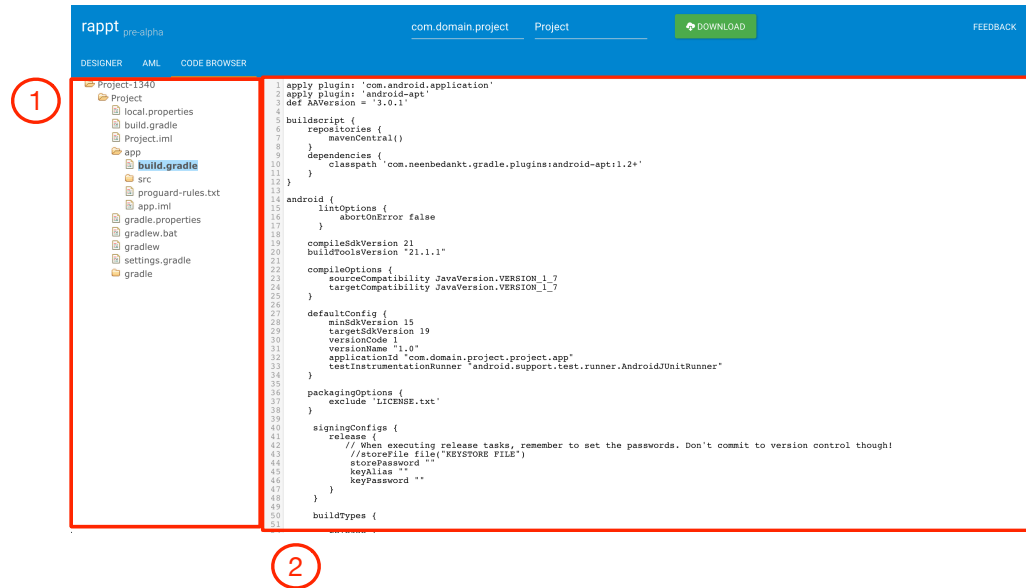 rappt pre-alpha
com.domain.project
Project
DOWNLOAD
FEEDBACK
DESIGNER AML CODE BROWSER
1
Project-1340
Project
local.properties
build.gradle
Project.iml
app
build.gradle
src
proguard-rules.txt
app.iml
gradle.properties
gradlew.bat
gradlew
settings.gradle
gradle
1 apply plugin: 'com.android.application'
2 apply plugin: 'android-apt'
3 def AAVersion = '3.0.1'
4
5 buildscript {
6 repositories {
7 mavenCentral()
8 }
9 dependencies {
10 classpath 'com.neenbedankt.gradle.plugins:android-apt:1.2+'
11 }
12 }
13
14 android {
15 lintOptions {
16 abortOnError false
17 }
18
19 compileSdkVersion 21
20 buildToolsVersion "21.1.1"
21
22 compileOptions {
23 sourceCompatibility JavaVersion.VERSION_1_7
24 targetCompatibility JavaVersion.VERSION_1_7
25 }
26
27 defaultConfig {
28 minSdkVersion 15
29 targetSdkVersion 19
30 versionCode 1
31 versionName "1.0"
32 applicationId "com.domain.project.project.app"
33 testInstrumentationRunner "android.support.test.runner.AndroidJUnitRunner"
34 }
35
36 packagingOptions {
37 exclude 'LICENSE.txt'
38 }
39
40 signingConfigs {
41 release {
42 // When executing release tasks, remember to set the passwords. Don't commit to version control though!
43 //storeFile file("KEYSTORE FILE")
44 storePassword ""
45 keyAlias ""
46 keyPassword ""
47 }
48 }
49
50 buildTypes {
51
2